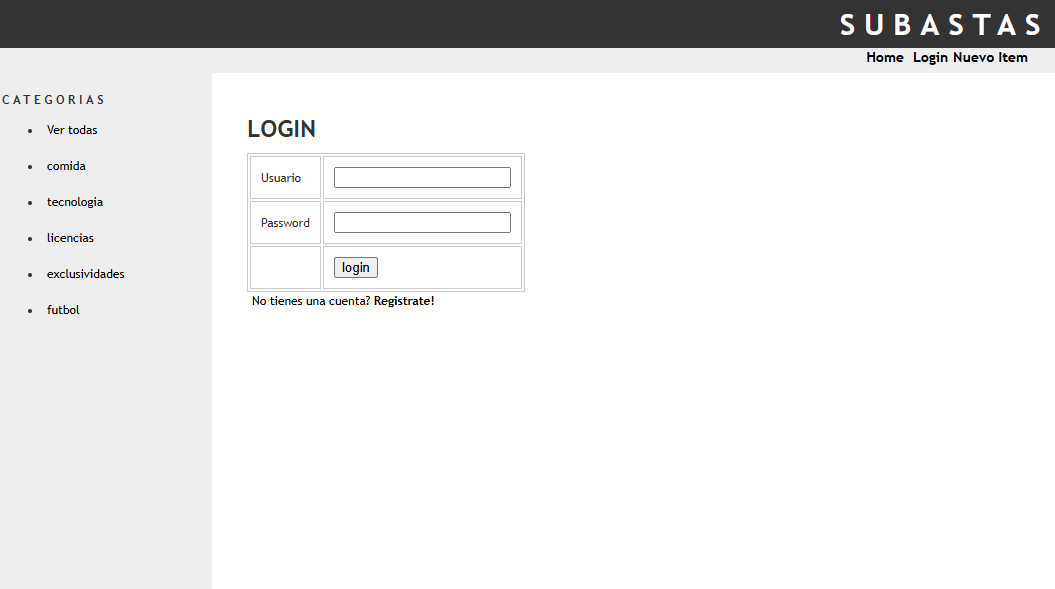 SUBASTAS
Home Login Nuevo Item
CATEGORIAS
Ver todas
comida
tecnologia
licencias
exclusividades
futbol
LOGIN
Usuario
Password
login
No tienes una cuenta? Registrate!